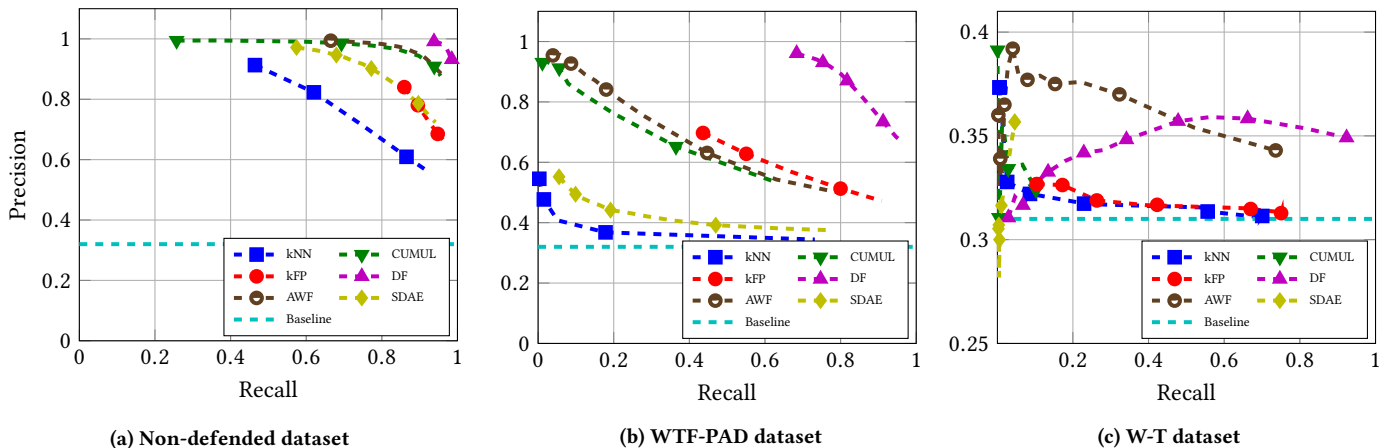 Precision
1
0.8
0.6
0.4
0.2
0
0
0.2
0.4
0.6
0.8
1
Recall
kNN
CUMUL
kFP
DF
AWF
SDAE
Baseline
(a) Non-defended dataset
1
0.8
0.6
0.4
0.2
0
0
0.2
0.4
0.6
0.8
1
Recall
kNN
CUMUL
kFP
DF
AWF
SDAE
Baseline
(b) WTF-PAD dataset
0.4
0.35
0.3
0.25
0.2
0.4
0.6
0.8
1
Recall
kNN
CUMUL
kFP
DF
AWF
SDAE
Baseline
(c) W-T dataset